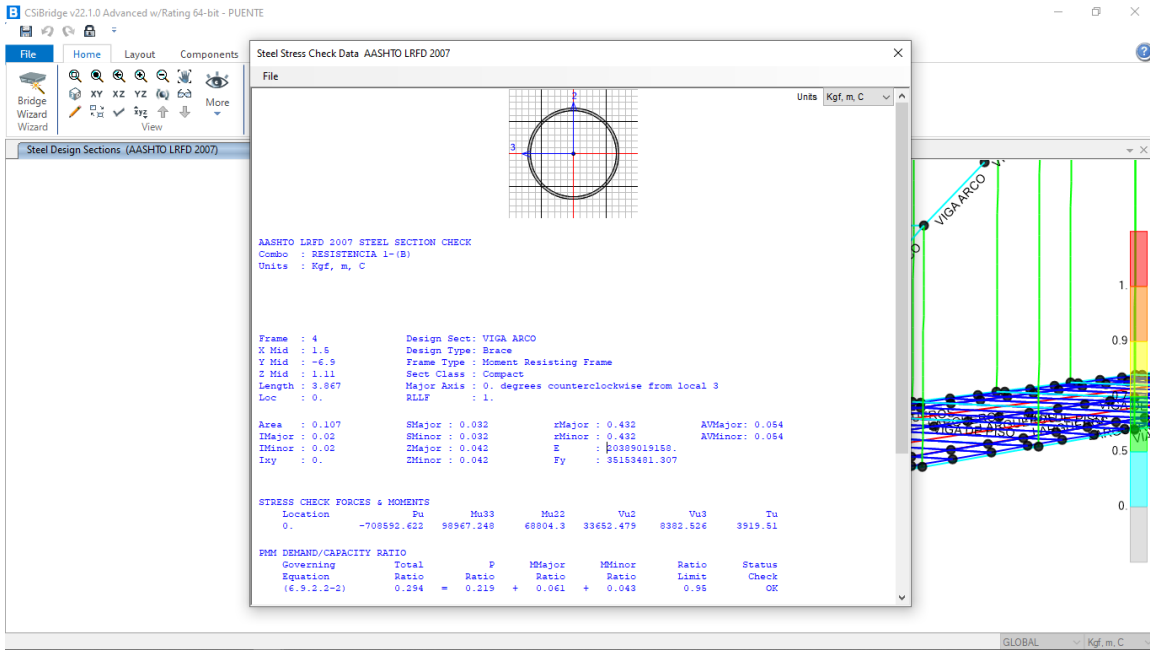 B CSiBridge v22.1.0 Advanced w/Rating 64-bit - PUENTE
File Home Layout Components
Bridge
Wizard
Wizard
XY XZ YZ
More
View
Steel Design Sections (AASHTO LRFD 2007)
Steel Stress Check Data AASHTO LRFD 2007
File
Units Kgf, m, C
2
3
AASHTO LRFD 2007 STEEL SECTION CHECK
Combo : RESISTENCIA 1-(B)
Units : Kgf, m, C
Frame : 4 Design Sect: VIGA ARCO
X Mid : 1.5 Design Type: Brace
Y Mid : -6.9 Frame Type : Moment Resisting Frame
Z Mid : 1.11 Sect Class : Compact
Length : 3.867 Major Axis : 0. degrees counterclockwise from local 3
Loc : 0. RLLF : 1.
Area : 0.107 SMajor : 0.032 rMajor : 0.432 AVMajor: 0.054
IMajor : 0.02 SMinor : 0.032 rMinor : 0.432 AVMinor: 0.054
IMinor : 0.02 ZMajor : 0.042 E : 20389019158.
Ixy : 0. ZMinor : 0.042 Fy : 35153481.307
STRESS CHECK FORCES & MOMENTS
Location Pu Mu33 Mu22 Vu2 Vu3 Tu
0. -708592.622 98967.248 68804.3 33652.479 8382.526 3919.51
PMM DEMAND/CAPACITY RATIO
Governing Total P MMajor MMinor Ratio Status
Equation Ratio Ratio Ratio Ratio Limit Check
(6.9.2.2-2) 0.294 = 0.219 + 0.061 + 0.043 0.95 OK
VIGA ARCO
1.
0.9
0.5
0.
GLOBAL Kgf, m, C